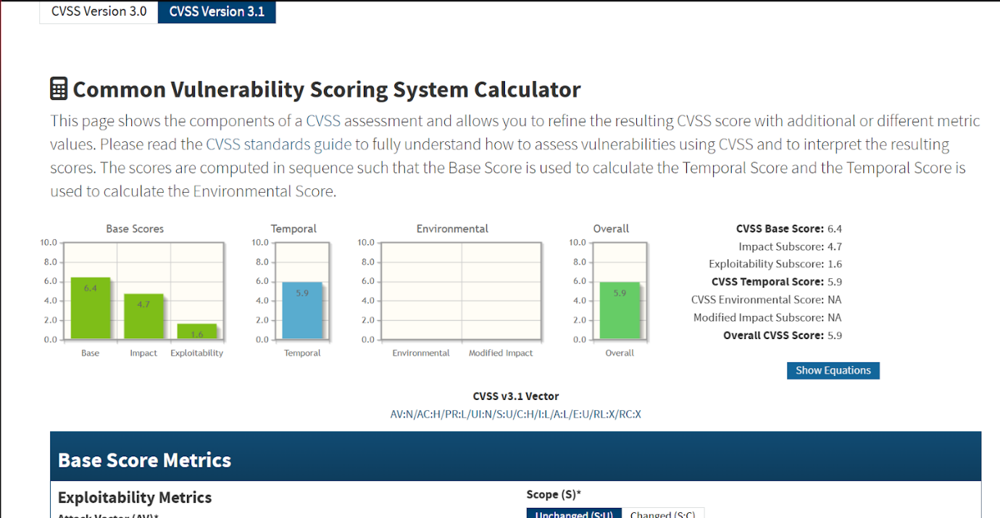 CVSS Version 3.0 CVSS Version 3.1
Common Vulnerability Scoring System Calculator
This page shows the components of a CVSS assessment and allows you to refine the resulting CVSS score with additional or different metric
values. Please read the CVSS standards guide to fully understand how to assess vulnerabilities using CVSS and to interpret the resulting
scores. The scores are computed in sequence such that the Base Score is used to calculate the Temporal Score and the Temporal Score is
used to calculate the Environmental Score.
Base Scores
10.0
8.0
6.0
4.0
2.0
0.0
6.4
4.7
1.6
Base Impact Exploitability
Temporal
10.0
8.0
6.0
4.0
2.0
0.0
5.9
Temporal
Environmental
10.0
8.0
6.0
4.0
2.0
0.0
Environmental Modified Impact
Overall
10.0
8.0
6.0
4.0
2.0
0.0
5.9
Overall
CVSS Base Score: 6.4
Impact Subscore: 4.7
Exploitability Subscore: 1.6
CVSS Temporal Score: 5.9
CVSS Environmental Score: NA
Modified Impact Subscore: NA
Overall CVSS Score: 5.9
Show Equations
CVSS v3.1 Vector
AV:N/AC:H/PR:L/UI:N/S:U/C:H/I:L/A:L/E:U/RL:X/RC:X
Base Score Metrics
Exploitability Metrics
Attack Vector (AV)*
Scope (S)*
Unchanged (S:U) Changed (S:C)